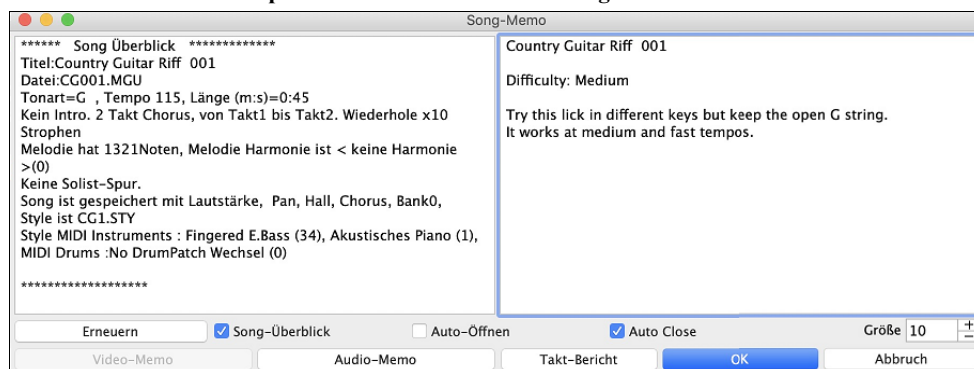 Song-Memo
****** Song Überblick *************
Titel:Country Guitar Riff 001
Datei:CG001.MGU
Tonart=G , Tempo 115, Länge (m:s)=0:45
Kein Intro. 2 Takt Chorus, von Takt1 bis Takt2. Wiederhole x10
Strophen
Melodie hat 1321Noten, Melodie Harmonie ist < keine Harmonie
>(0)
Keine Solist-Spur.
Song ist gespeichert mit Lautstärke, Pan, Hall, Chorus, Bank0,
Style ist CG1.STY
Style MIDI Instruments : Fingered E.Bass (34), Akustisches Piano (1),
MIDI Drums :No DrumPatch Wechsel (0)
*******************
Country Guitar Riff 001
Difficulty: Medium
Try this lick in different keys but keep the open G string.
It works at medium and fast tempos.
Erneuern Song-Überblick Auto-Öffnen Auto Close Größe 10 + −
Video-Memo Audio-Memo Takt-Bericht OK Abbruch